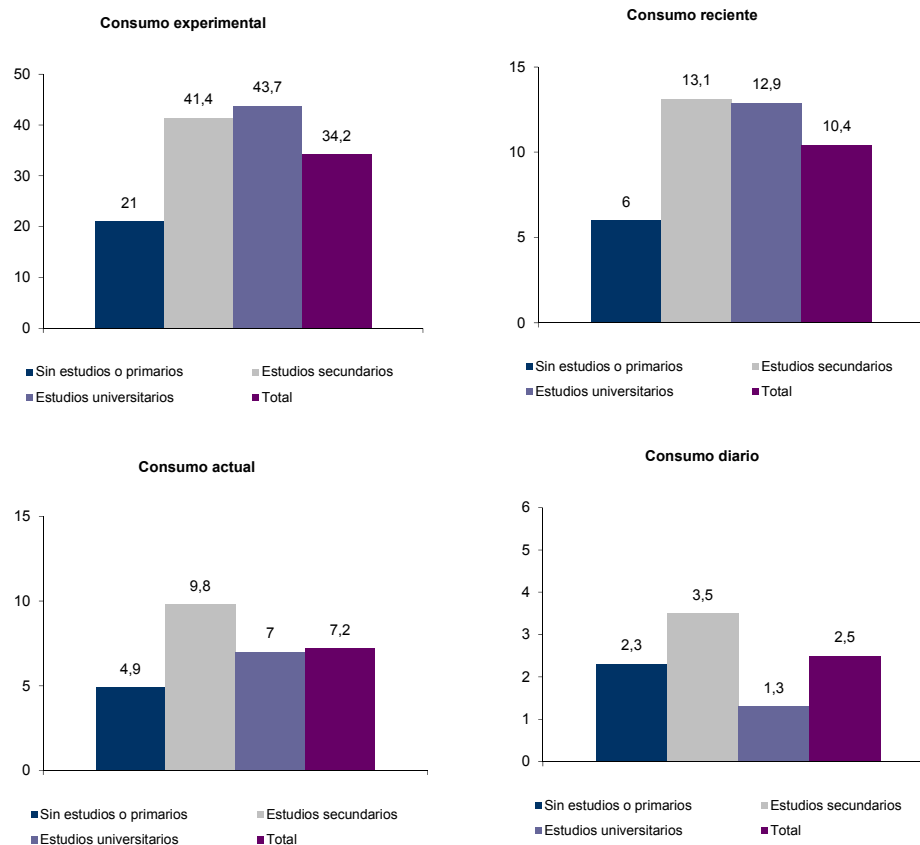 Consumo experimental
50
40
30
20
10
0
21
41,4
43,7
34,2
Sin estudios o primarios
Estudios secundarios
Estudios universitarios
Total
Consumo reciente
15
10
5
0
6
13,1
12,9
10,4
Sin estudios o primarios
Estudios secundarios
Estudios universitarios
Total
Consumo actual
15
10
5
0
4,9
9,8
7
7,2
Sin estudios o primarios
Estudios secundarios
Estudios universitarios
Total
Consumo diario
6
5
4
3
2
1
0
2,3
3,5
1,3
2,5
Sin estudios o primarios
Estudios secundarios
Estudios universitarios
Total